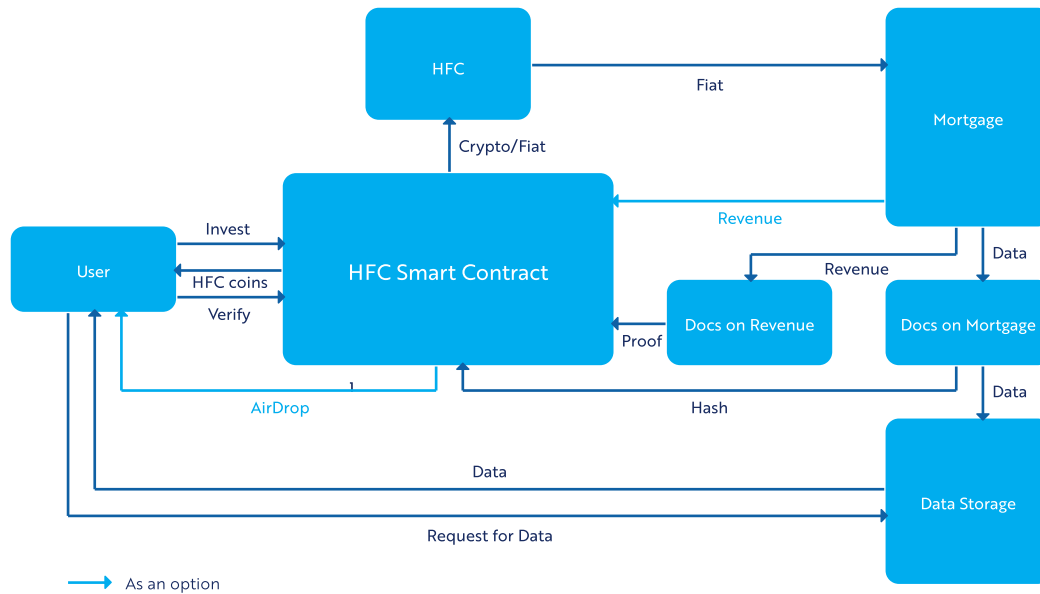 HFC
Fiat
Mortgage
Crypto/Fiat
Revenue
Invest
User
HFC coins
Verify
HFC Smart Contract
Revenue
Data
Docs on Revenue
Docs on Mortgage
Proof
1
AirDrop
Hash
Data
Data
Data Storage
Request for Data
As an option